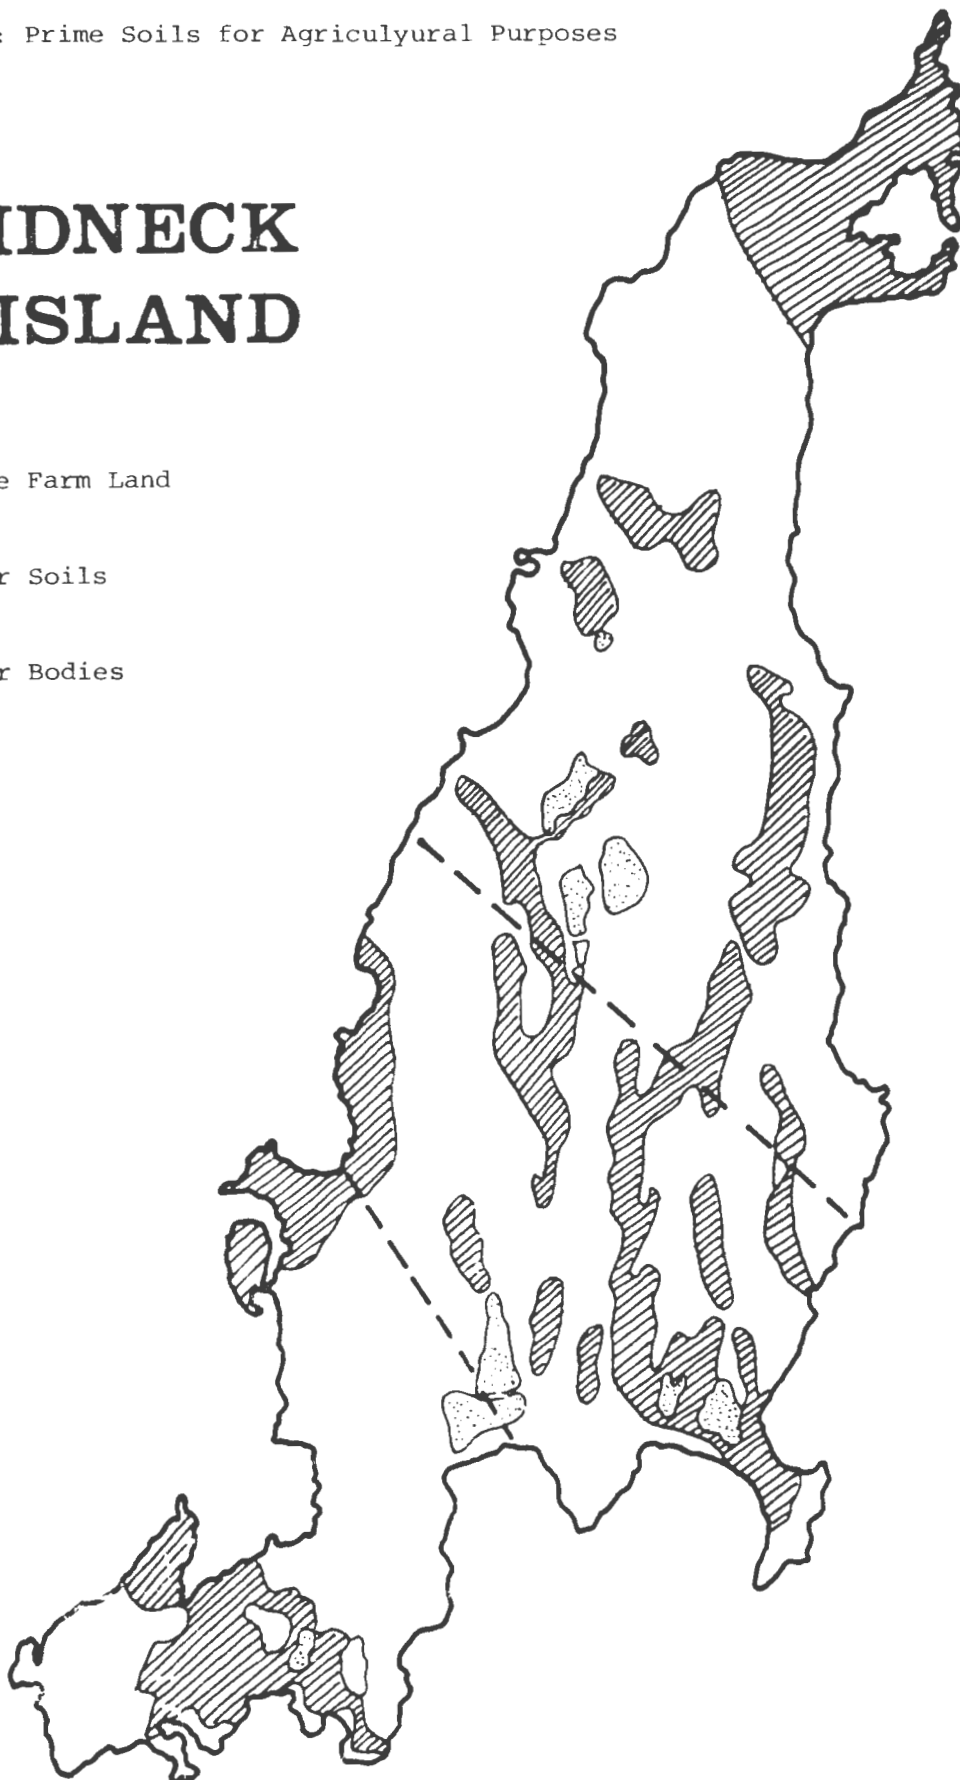 : Prime Soils for Agriculyural Purposes
IDNECK
ISLAND
e Farm Land
r Soils
r Bodies